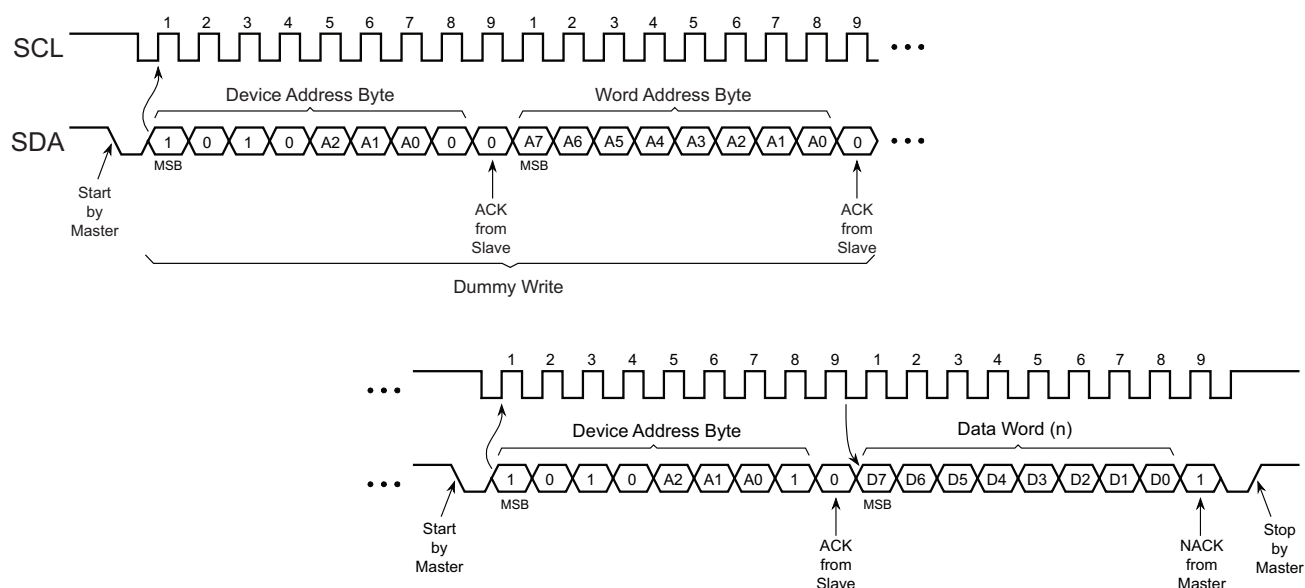 1 2 3 4 5 6 7 8 9 1 2 3 4 5 6 7 8 9
SCL
Device Address Byte Word Address Byte
SDA 1 0 1 0 A2 A1 A0 0 0 A7 A6 A5 A4 A3 A2 A1 A0 0
MSB MSB
Start
by
Master
ACK
from
Slave
ACK
from
Slave
Dummy Write
1 2 3 4 5 6 7 8 9 1 2 3 4 5 6 7 8 9
Device Address Byte Data Word (n)
1 0 1 0 A2 A1 A0 1 0 D7 D6 D5 D4 D3 D2 D1 D0 1
MSB MSB
Start
by
Master
ACK
from
Slave
NACK
from
Master
Stop
by
Master